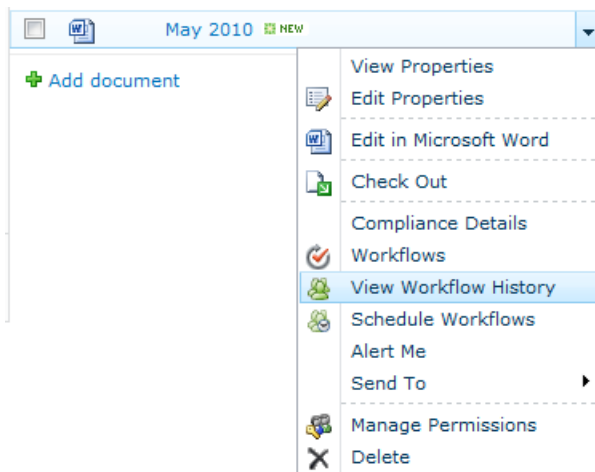 May 2010 NEW
Add document
View Properties
Edit Properties
Edit in Microsoft Word
Check Out
Compliance Details
Workflows
View Workflow History
Schedule Workflows
Alert Me
Send To
Manage Permissions
Delete